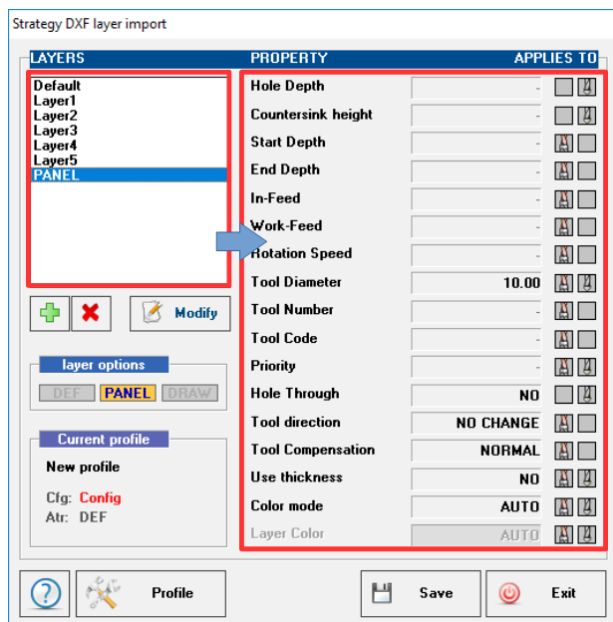 Strategy DXF layer import
LAYERS PROPERTY APPLIES TO
Default
Layer1
Layer2
Layer3
Layer4
Layer5
PANEL
Hole Depth -
Countersink height -
Start Depth -
End Depth -
In-Feed -
Work-Feed -
Rotation Speed -
Tool Diameter 10.00
Tool Number -
Tool Code -
Priority -
Hole Through NO
Tool direction NO CHANGE
Tool Compensation NORMAL
Use thickness NO
Color mode AUTO
Layer Color AUTO
Modify
layer options
DEF PANEL DRAW
Current profile
New profile
Cfg: Config
Atr: DEF
? Profile Save Exit